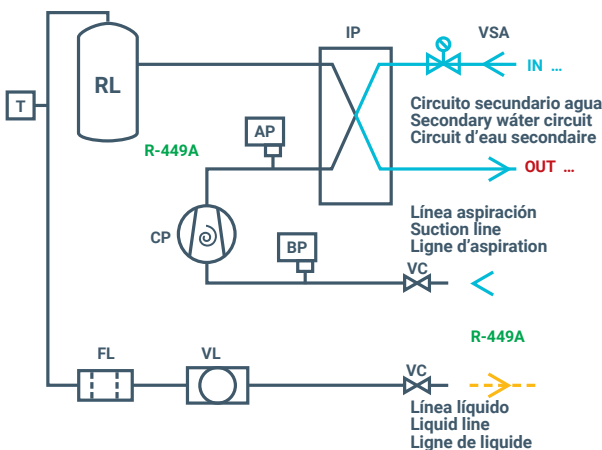 IP
VSA
RL
IN ...
T
Circuito secundario agua
Secondary wáter circuit
Circuit d'eau secondaire
AP
R-449A
OUT ...
Línea aspiración
Suction line
Ligne d'aspiration
CP
BP
VC
R-449A
FL
VL
VC
Línea líquido
Liquid line
Ligne de liquide